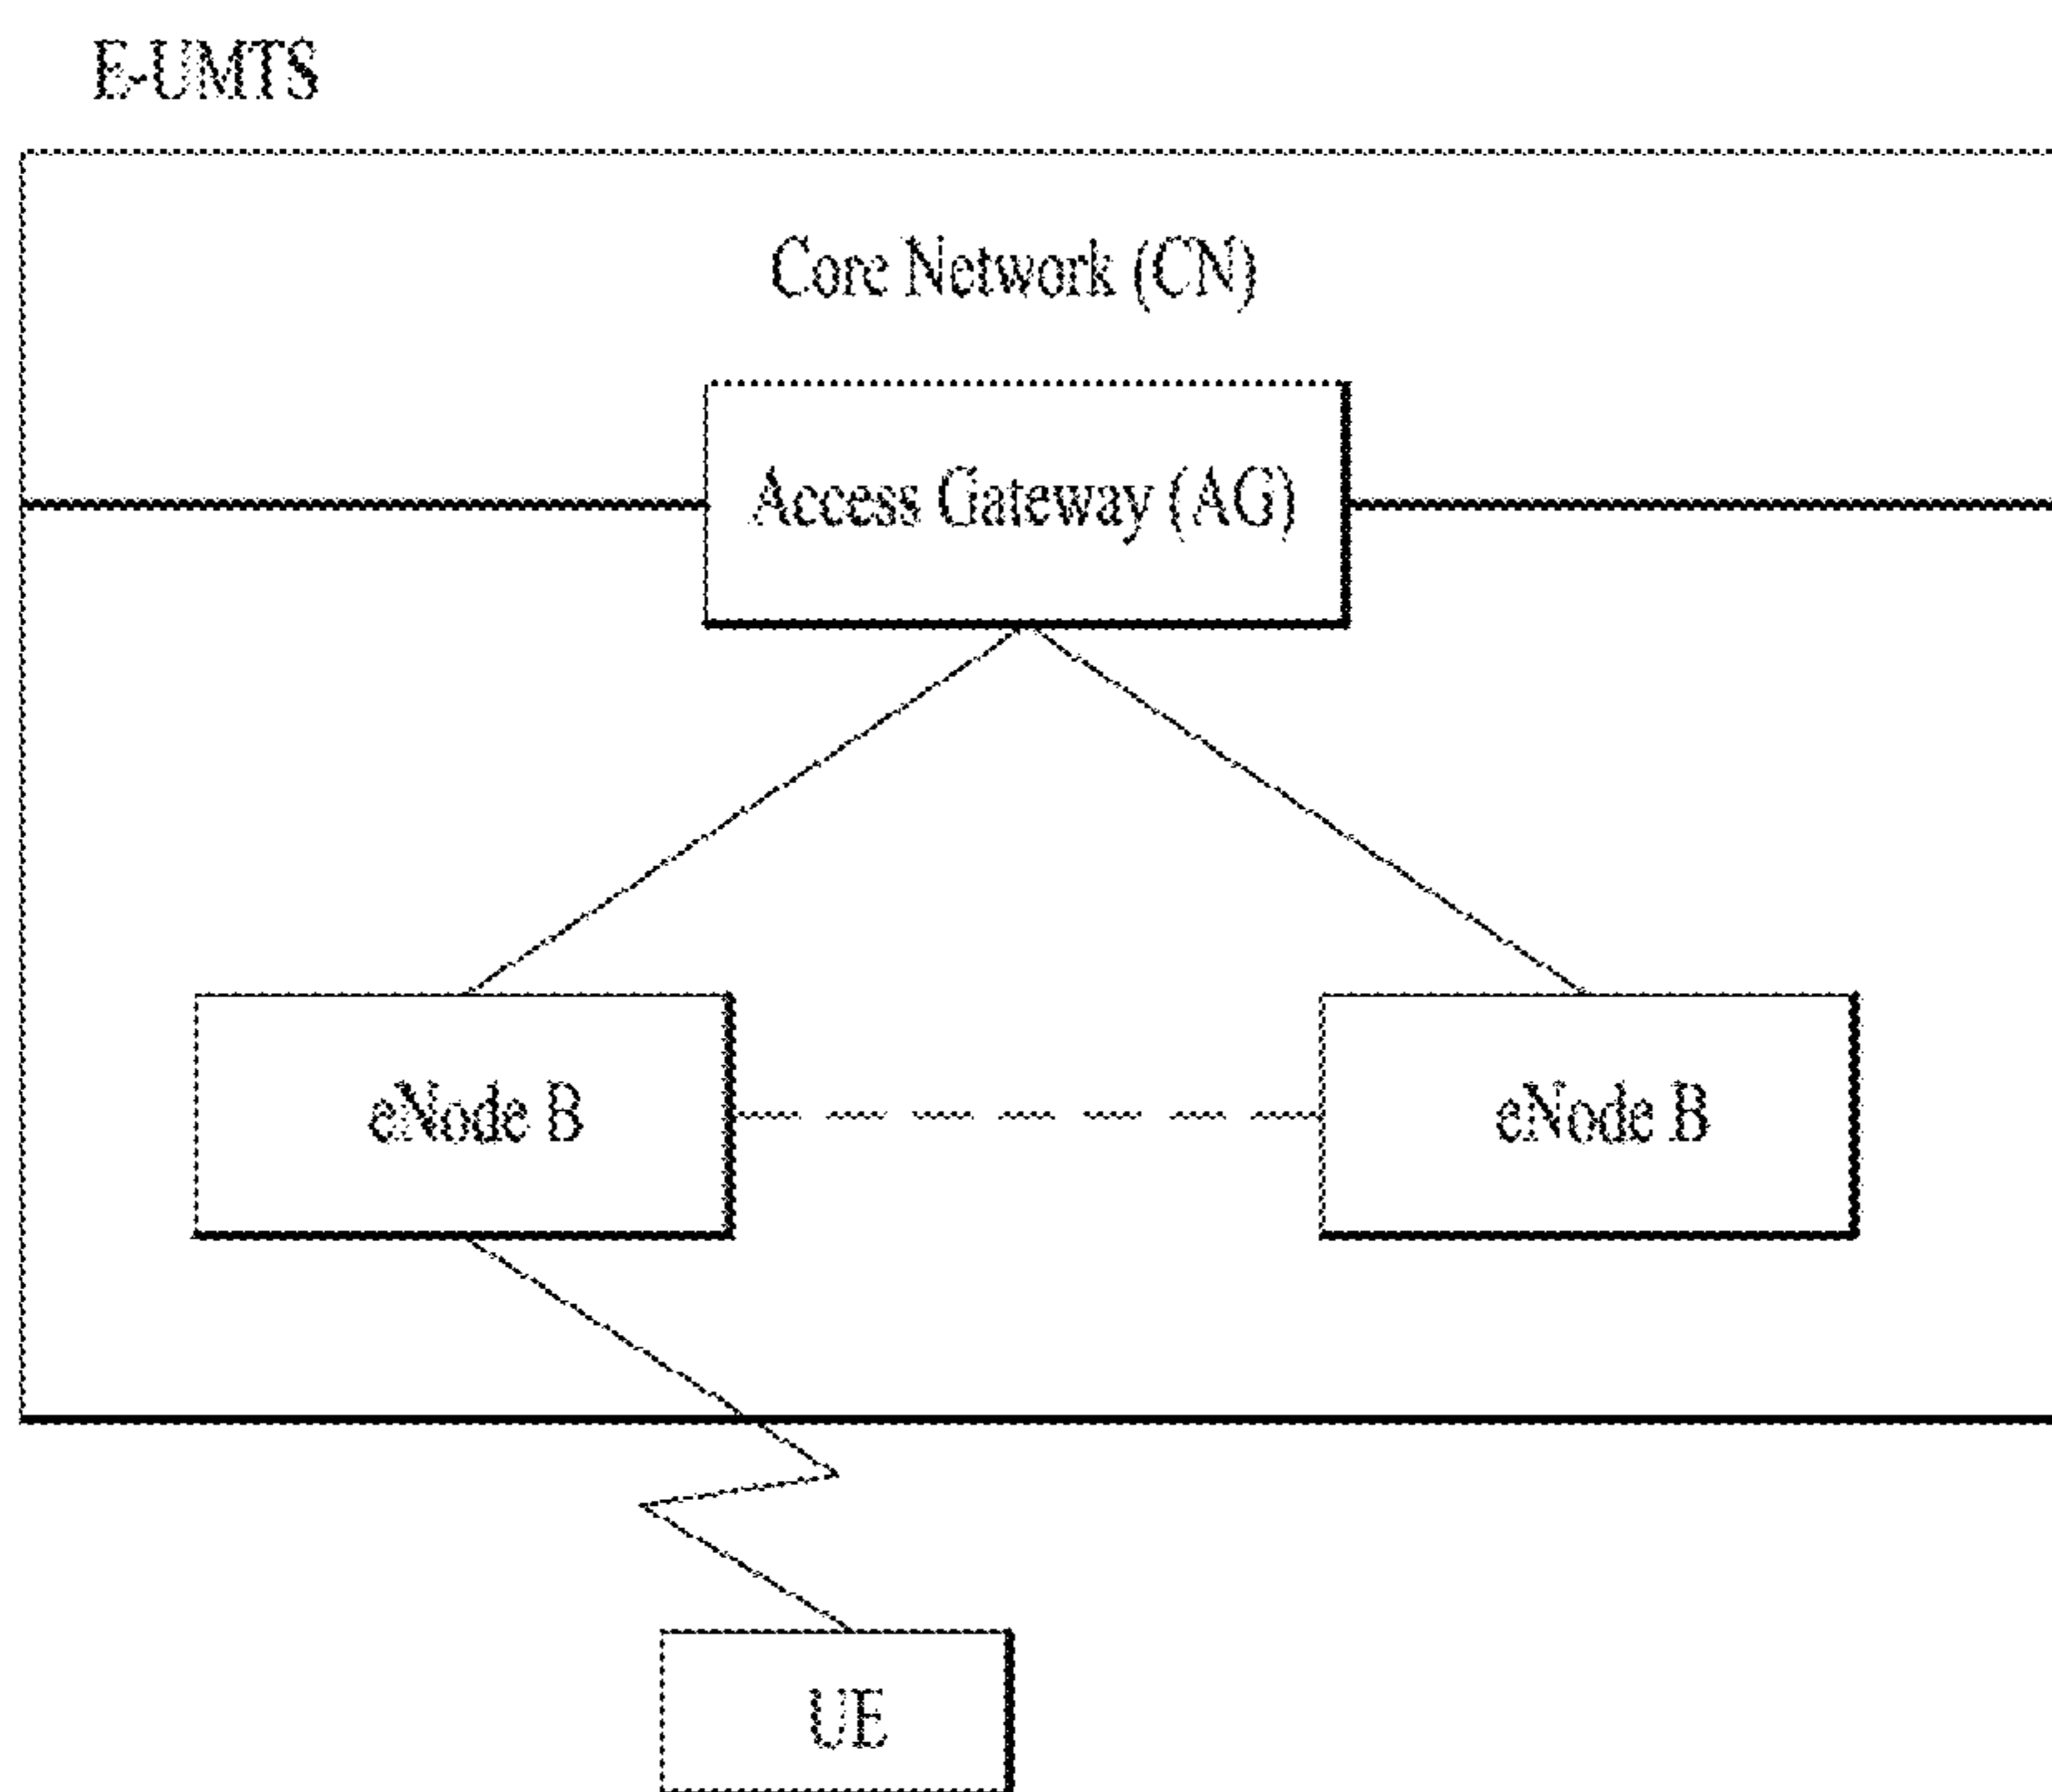 E-UMTS
Core Network (CN)
Access Gateway (AG)
eNode B
eNode B
UE